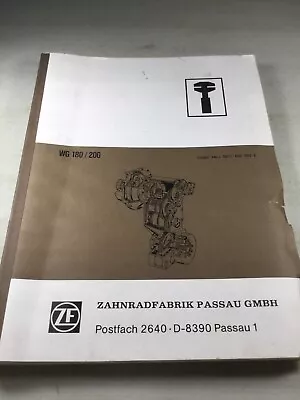 WG 180 / 200
ZF
ZAHNRADFABRIK PASSAU GMBH
Postfach 2640 · D-8390 Passau 1